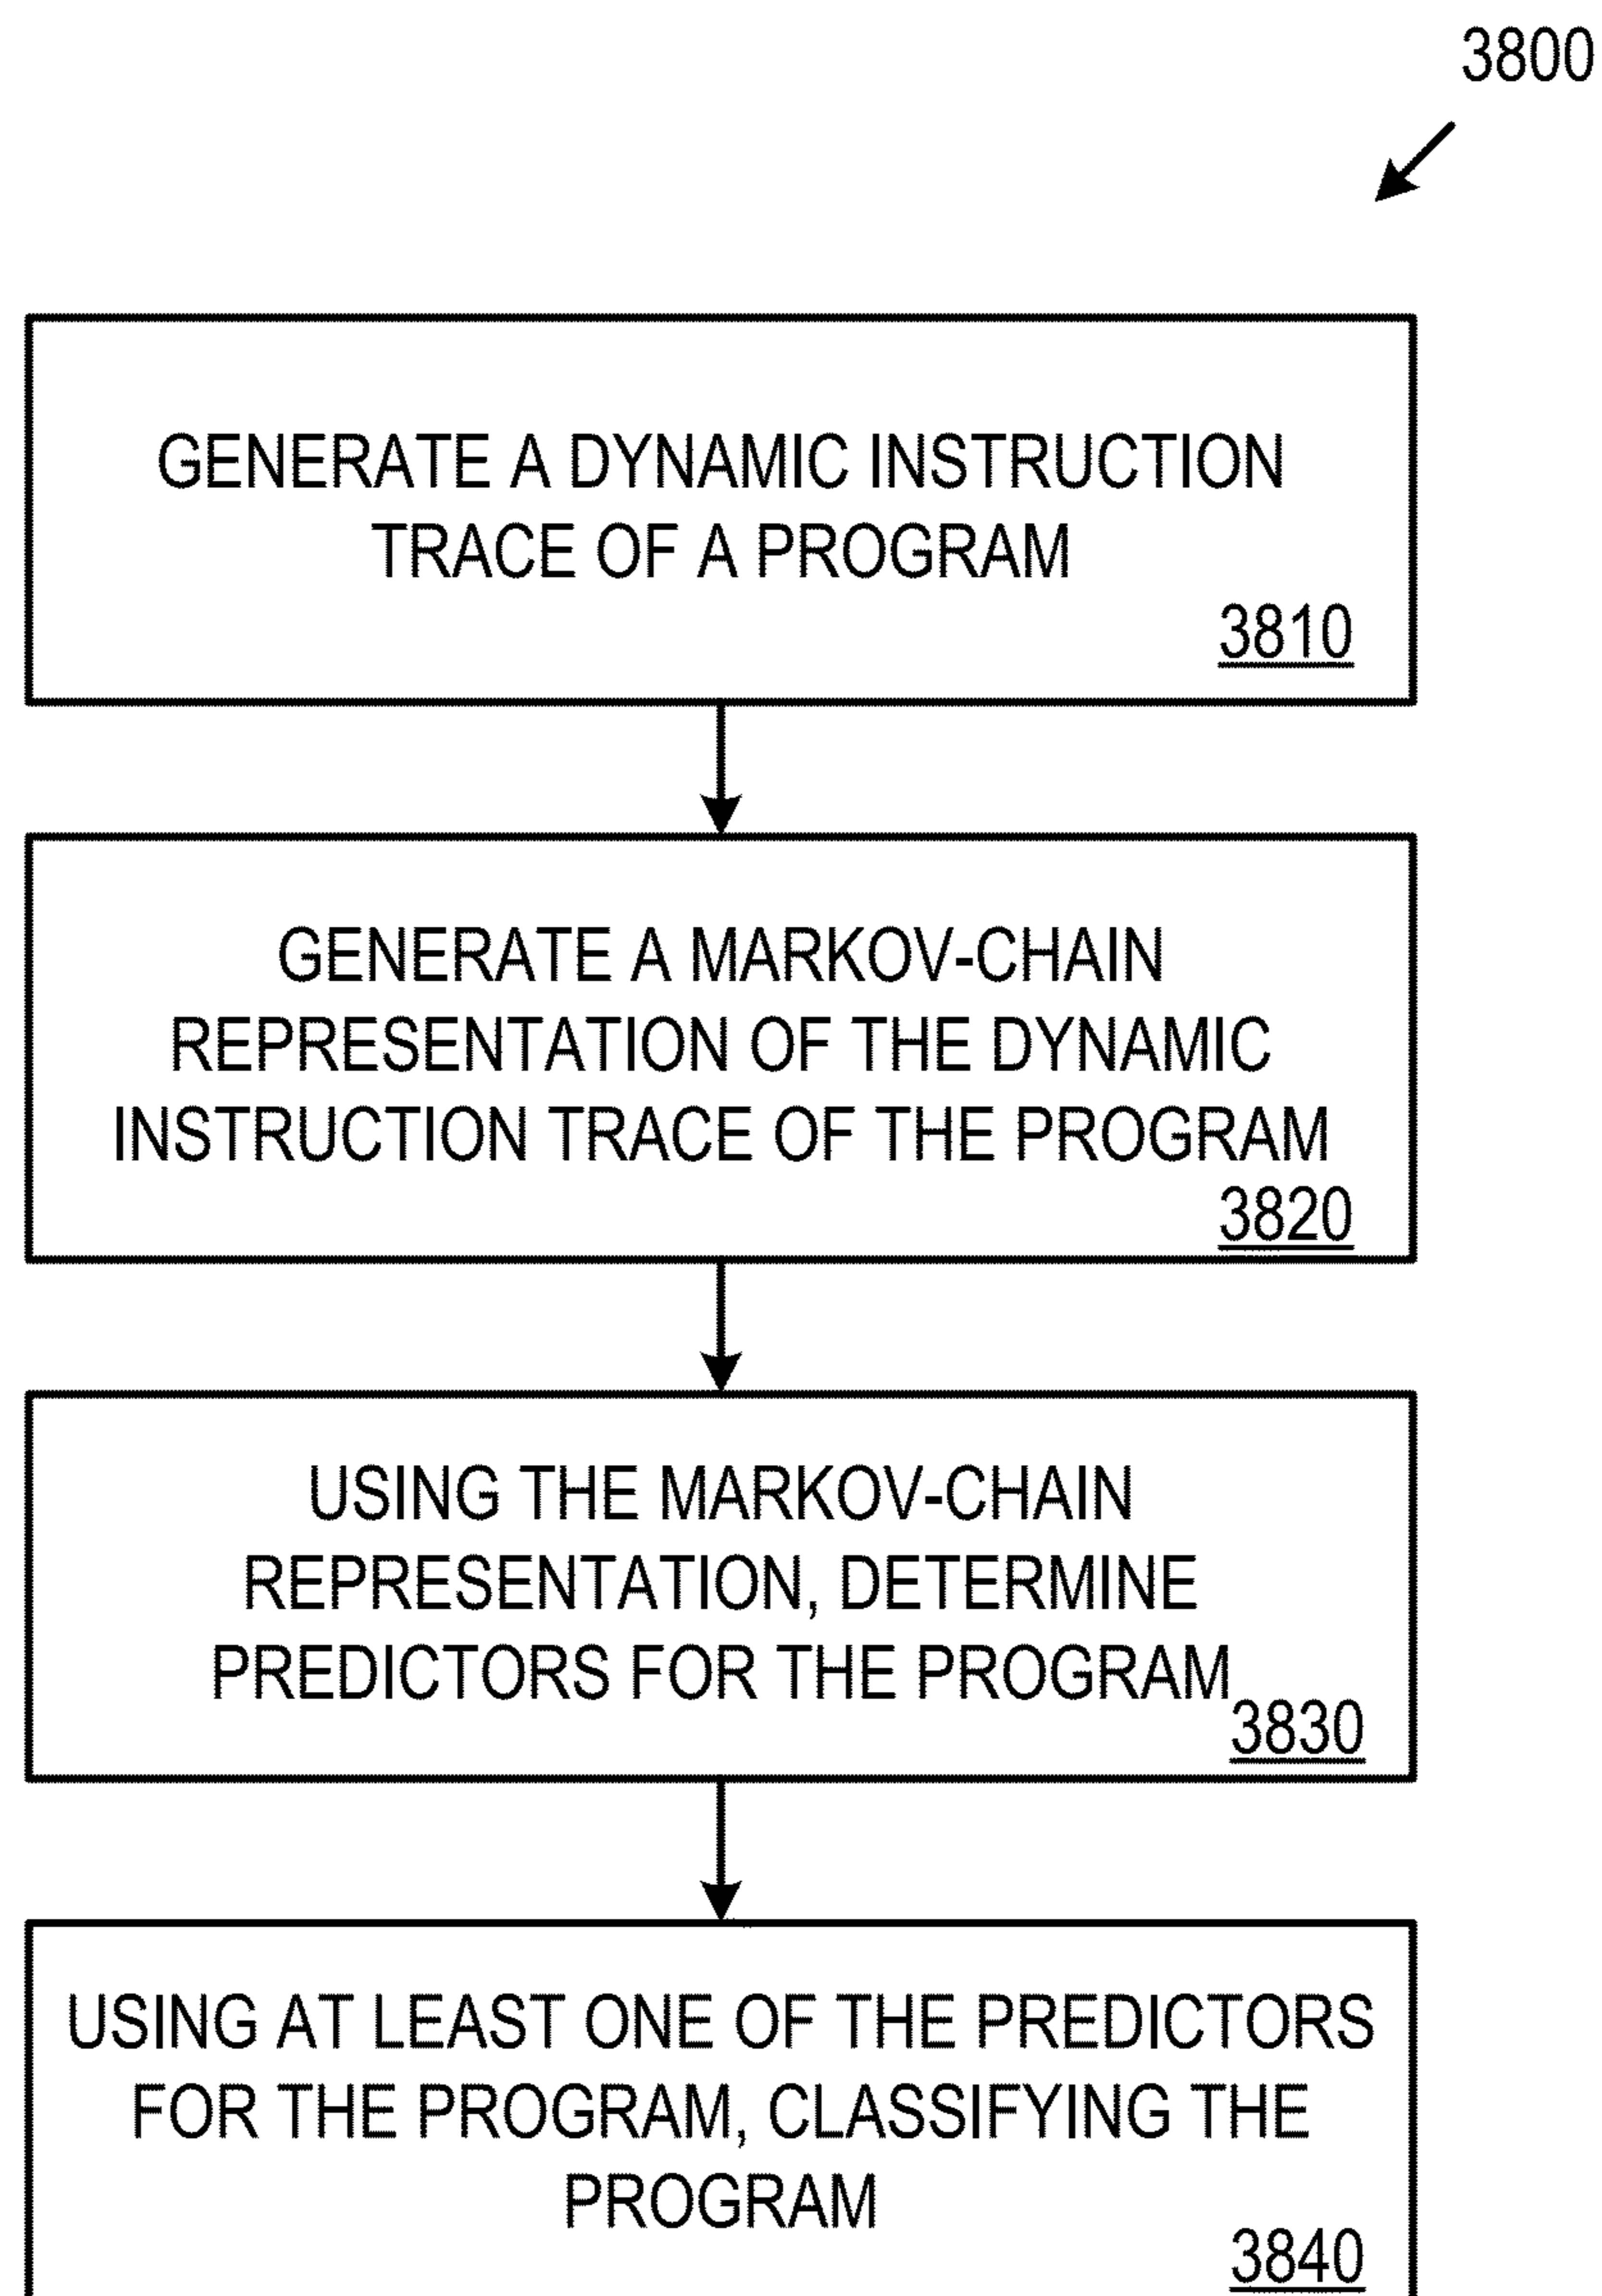 3800
GENERATE A DYNAMIC INSTRUCTION
TRACE OF A PROGRAM
3810
GENERATE A MARKOV-CHAIN
REPRESENTATION OF THE DYNAMIC
INSTRUCTION TRACE OF THE PROGRAM
3820
USING THE MARKOV-CHAIN
REPRESENTATION, DETERMINE
PREDICTORS FOR THE PROGRAM
3830
USING AT LEAST ONE OF THE PREDICTORS
FOR THE PROGRAM, CLASSIFYING THE
PROGRAM
3840